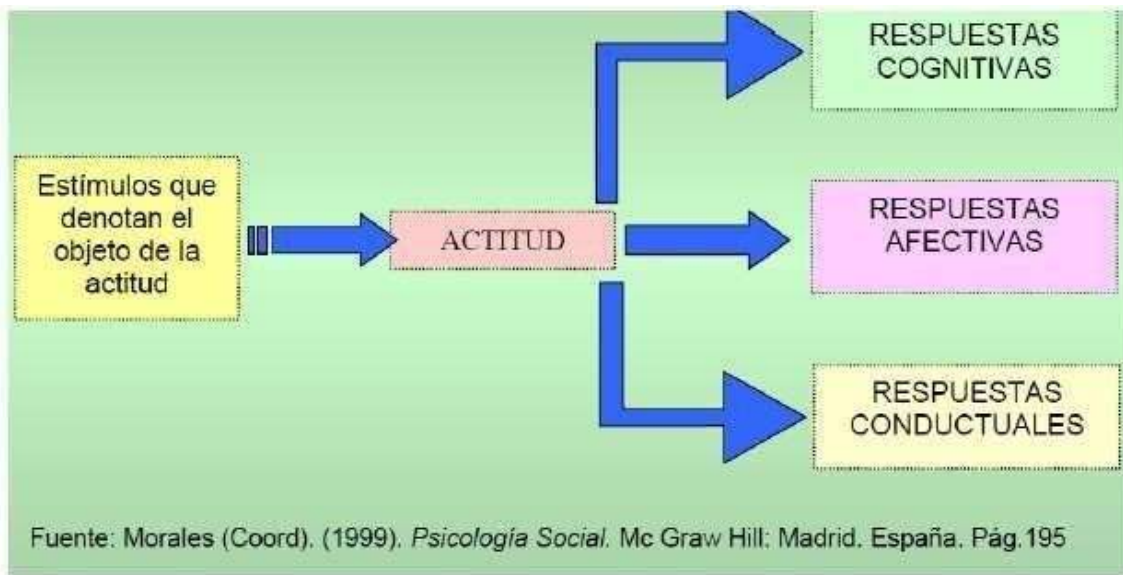 RESPUESTAS
COGNITIVAS
Estímulos que
denotan el
objeto de la
actitud
ACTITUD
RESPUESTAS
AFECTIVAS
RESPUESTAS
CONDUCTUALES
Fuente: Morales (Coord). (1999). Psicología Social. Mc Graw Hill: Madrid. España. Pág.195